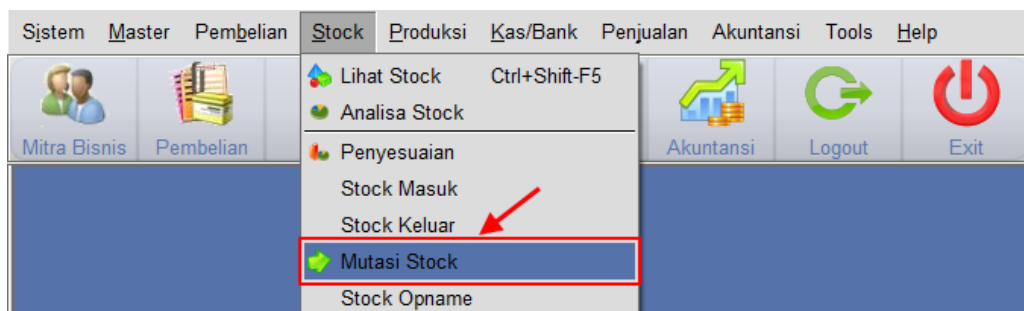 Sistem Master Pembelian Stock Produksi Kas/Bank Penjualan Akuntansi Tools Help
Lihat Stock Ctrl+Shift-F5
Analisa Stock
Mitra Bisnis Pembelian Akuntansi Logout Exit
Penyesuaian
Stock Masuk
Stock Keluar
Mutasi Stock
Stock Opname